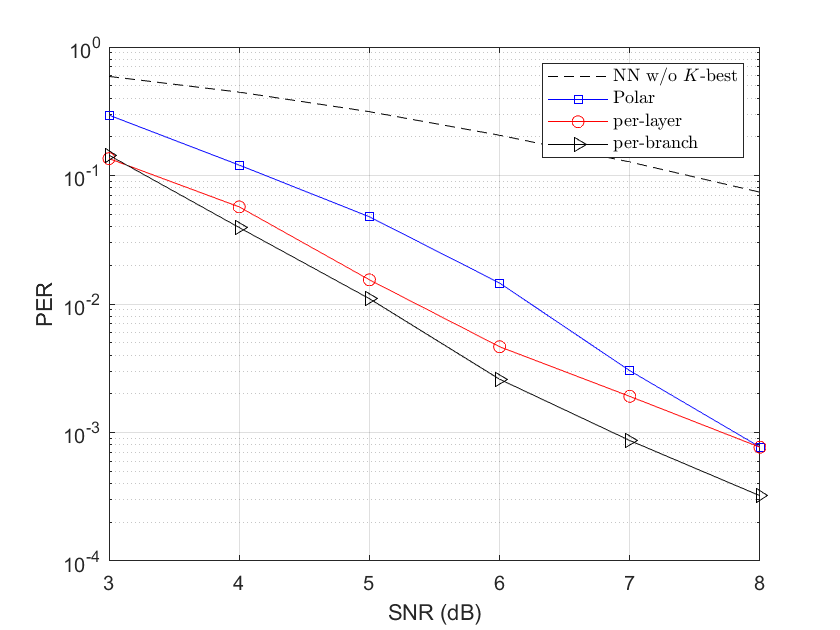 10^0
10^-1
10^-2
10^-3
10^-4
PER
NN w/o K-best
Polar
per-layer
per-branch
3 4 5 6 7 8
SNR (dB)